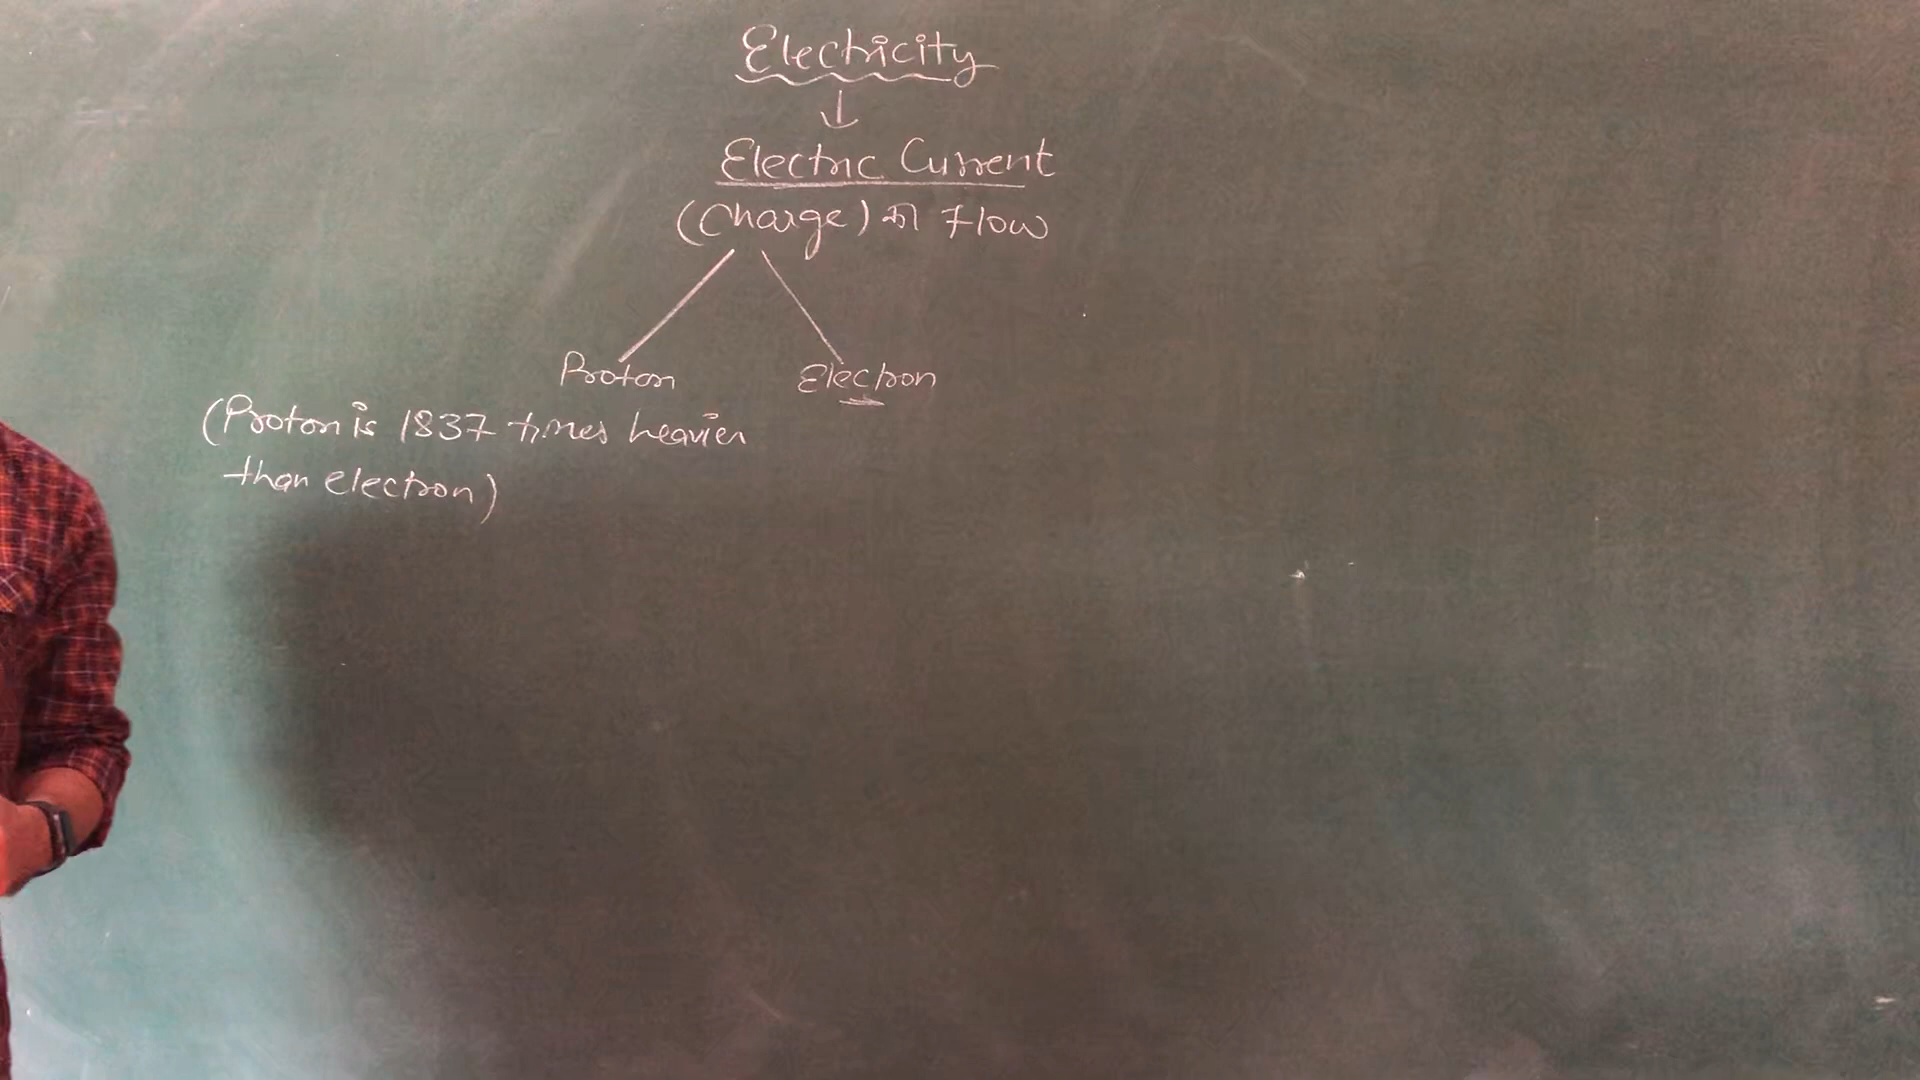 Electricity
↓
Electric Current
(Charge) का Flow
Proton Electron
(Proton is 1837 times heavier
than electron)